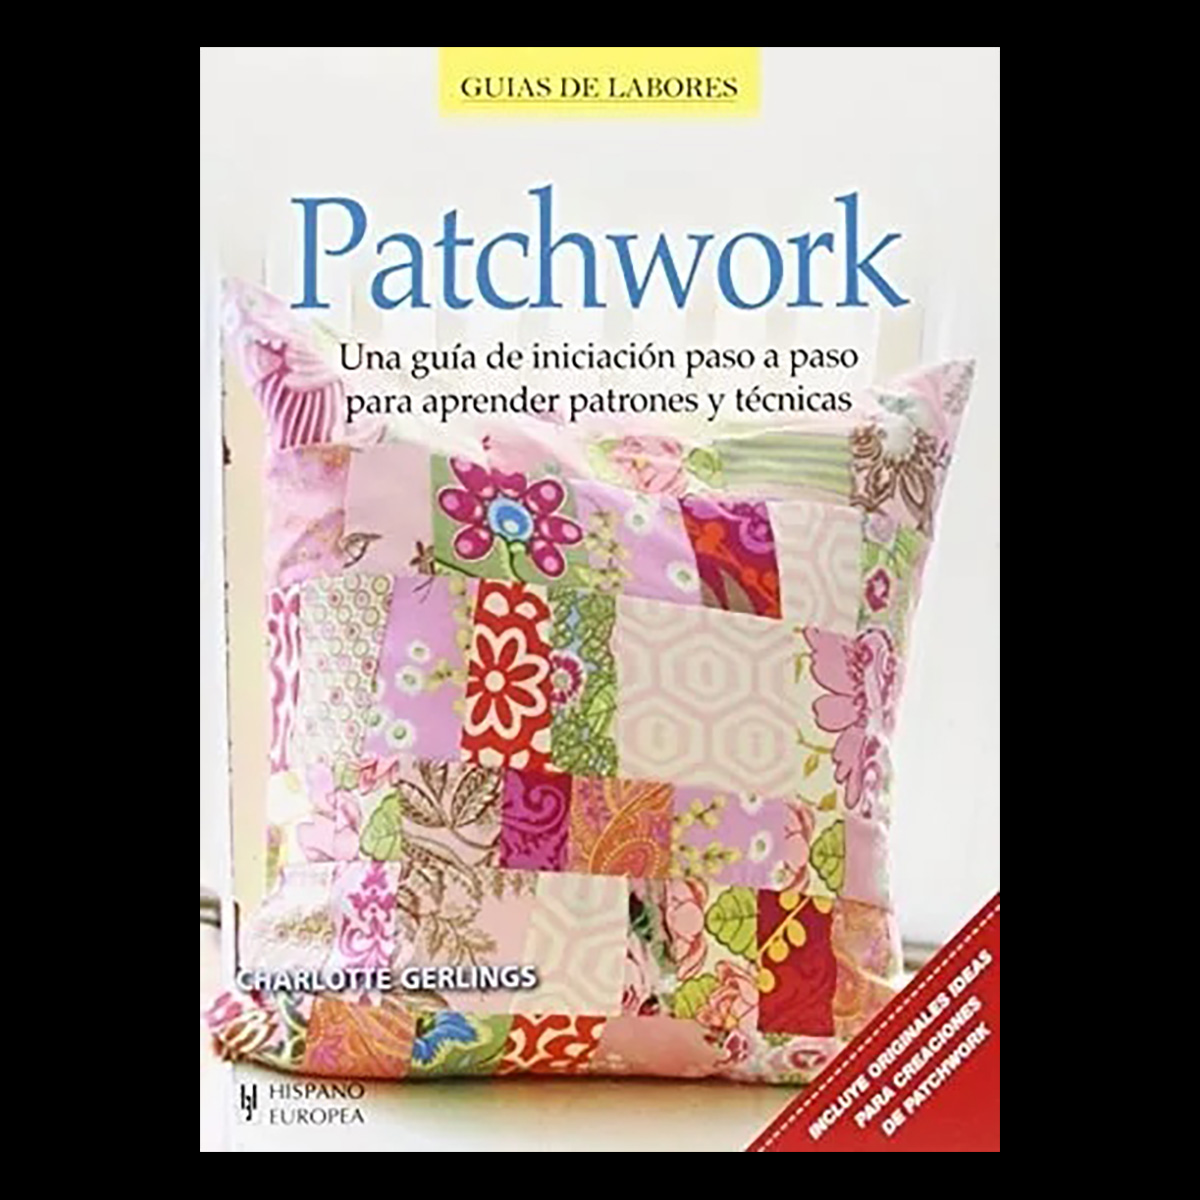 GUIAS DE LABORES
Patchwork
Una guía de iniciación paso a paso
para aprender patrones y técnicas
CHARLOTTE GERLINGS
HISPANO
EUROPEA
INCLUYE ORIGINALES IDEAS
PARA CREACIONES
DE PATCHWORK